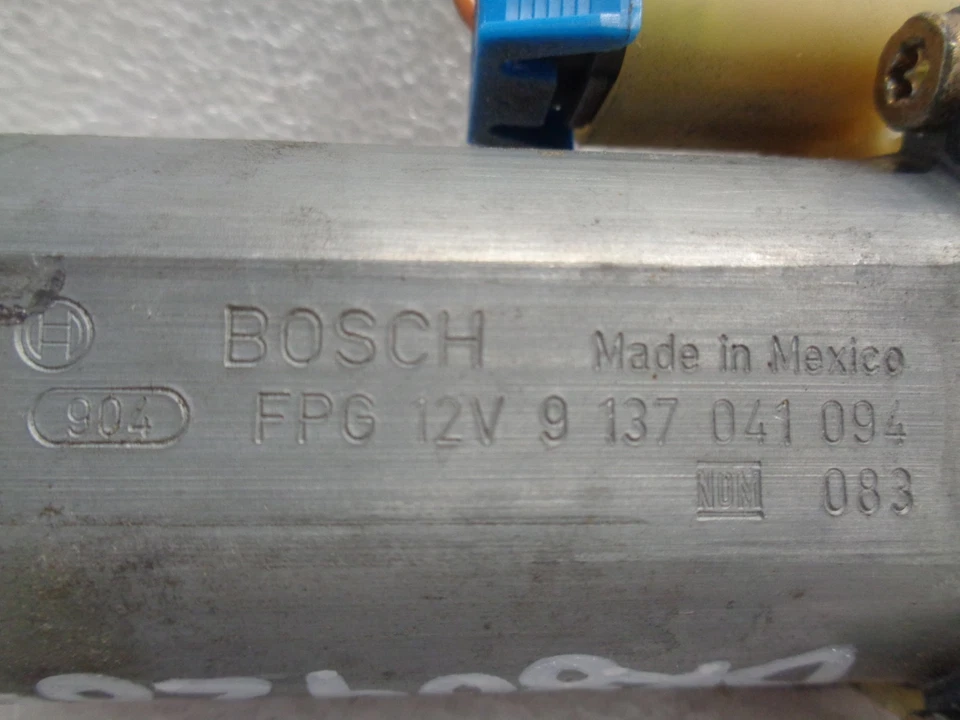 BOSCH Made in Mexico
904 FPG 12V 9 137 041 094
NOM 083